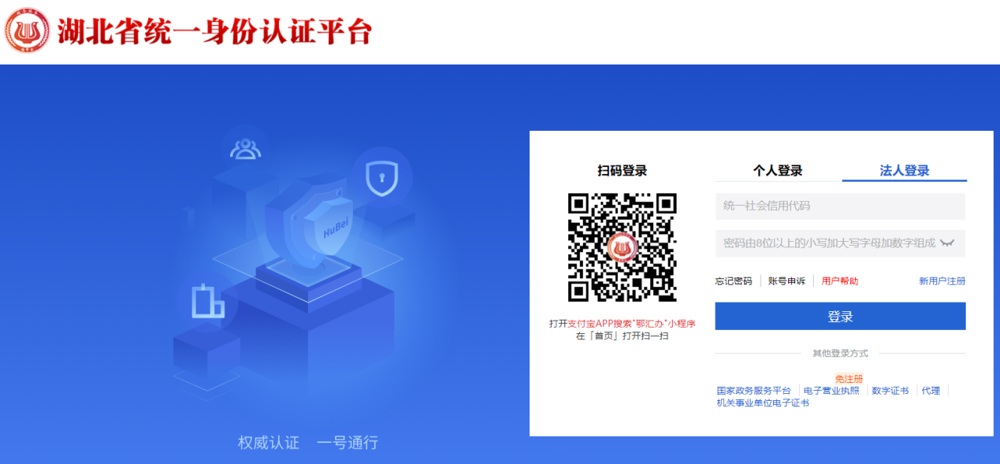 湖北省统一身份认证平台
HuBei
权威认证 一号通行
扫码登录
打开支付宝APP搜索"鄂汇办"小程序
在「首页」打开扫一扫
个人登录 法人登录
统一社会信用代码
密码由8位以上的小写加大写字母加数字组成
忘记密码 账号申诉 用户帮助 新用户注册
登录
其他登录方式
免注册
国家政务服务平台 电子营业执照 数字证书 代理
机关事业单位电子证书